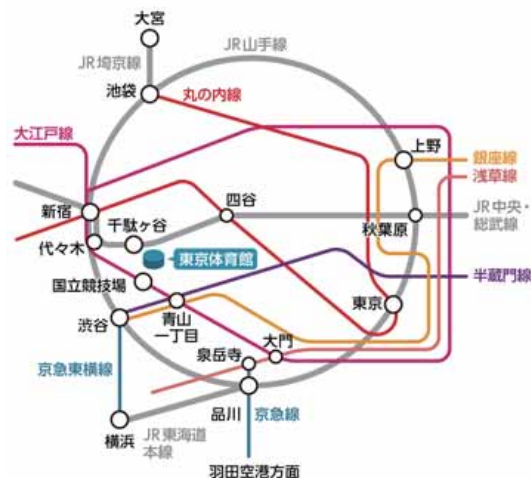 大宮
JR埼京線
JR山手線
池袋
丸の内線
大江戸線
上野
銀座線
浅草線
四谷
新宿
千駄ヶ谷
秋葉原
JR中央・
総武線
代々木
東京体育館
国立競技場
半蔵門線
東京
渋谷
青山
一丁目
大門
泉岳寺
京急東横線
品川
京急線
横浜
JR東海道
本線
羽田空港方面